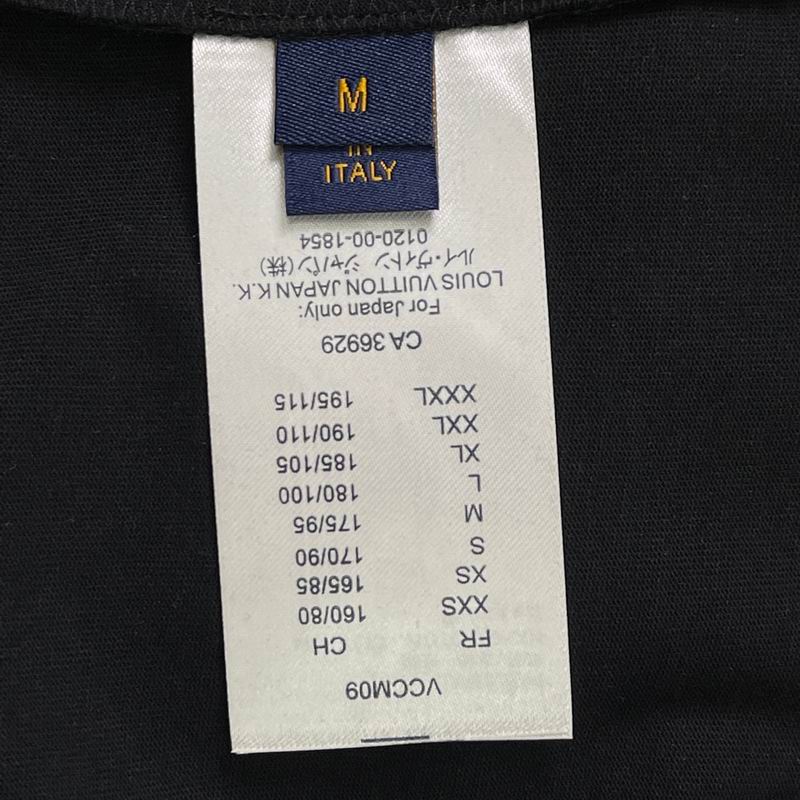 M
IN
ITALY
VCCM09
FR CH
XXS 160/80
XS 165/85
S 170/90
M 175/95
L 180/100
XL 185/105
XXL 190/110
XXXL 195/115
CA 36929
For Japan only:
LOUIS VUITTON JAPAN K.K.
ルイ・ヴィトン ジャパン(株)
0120-00-1854